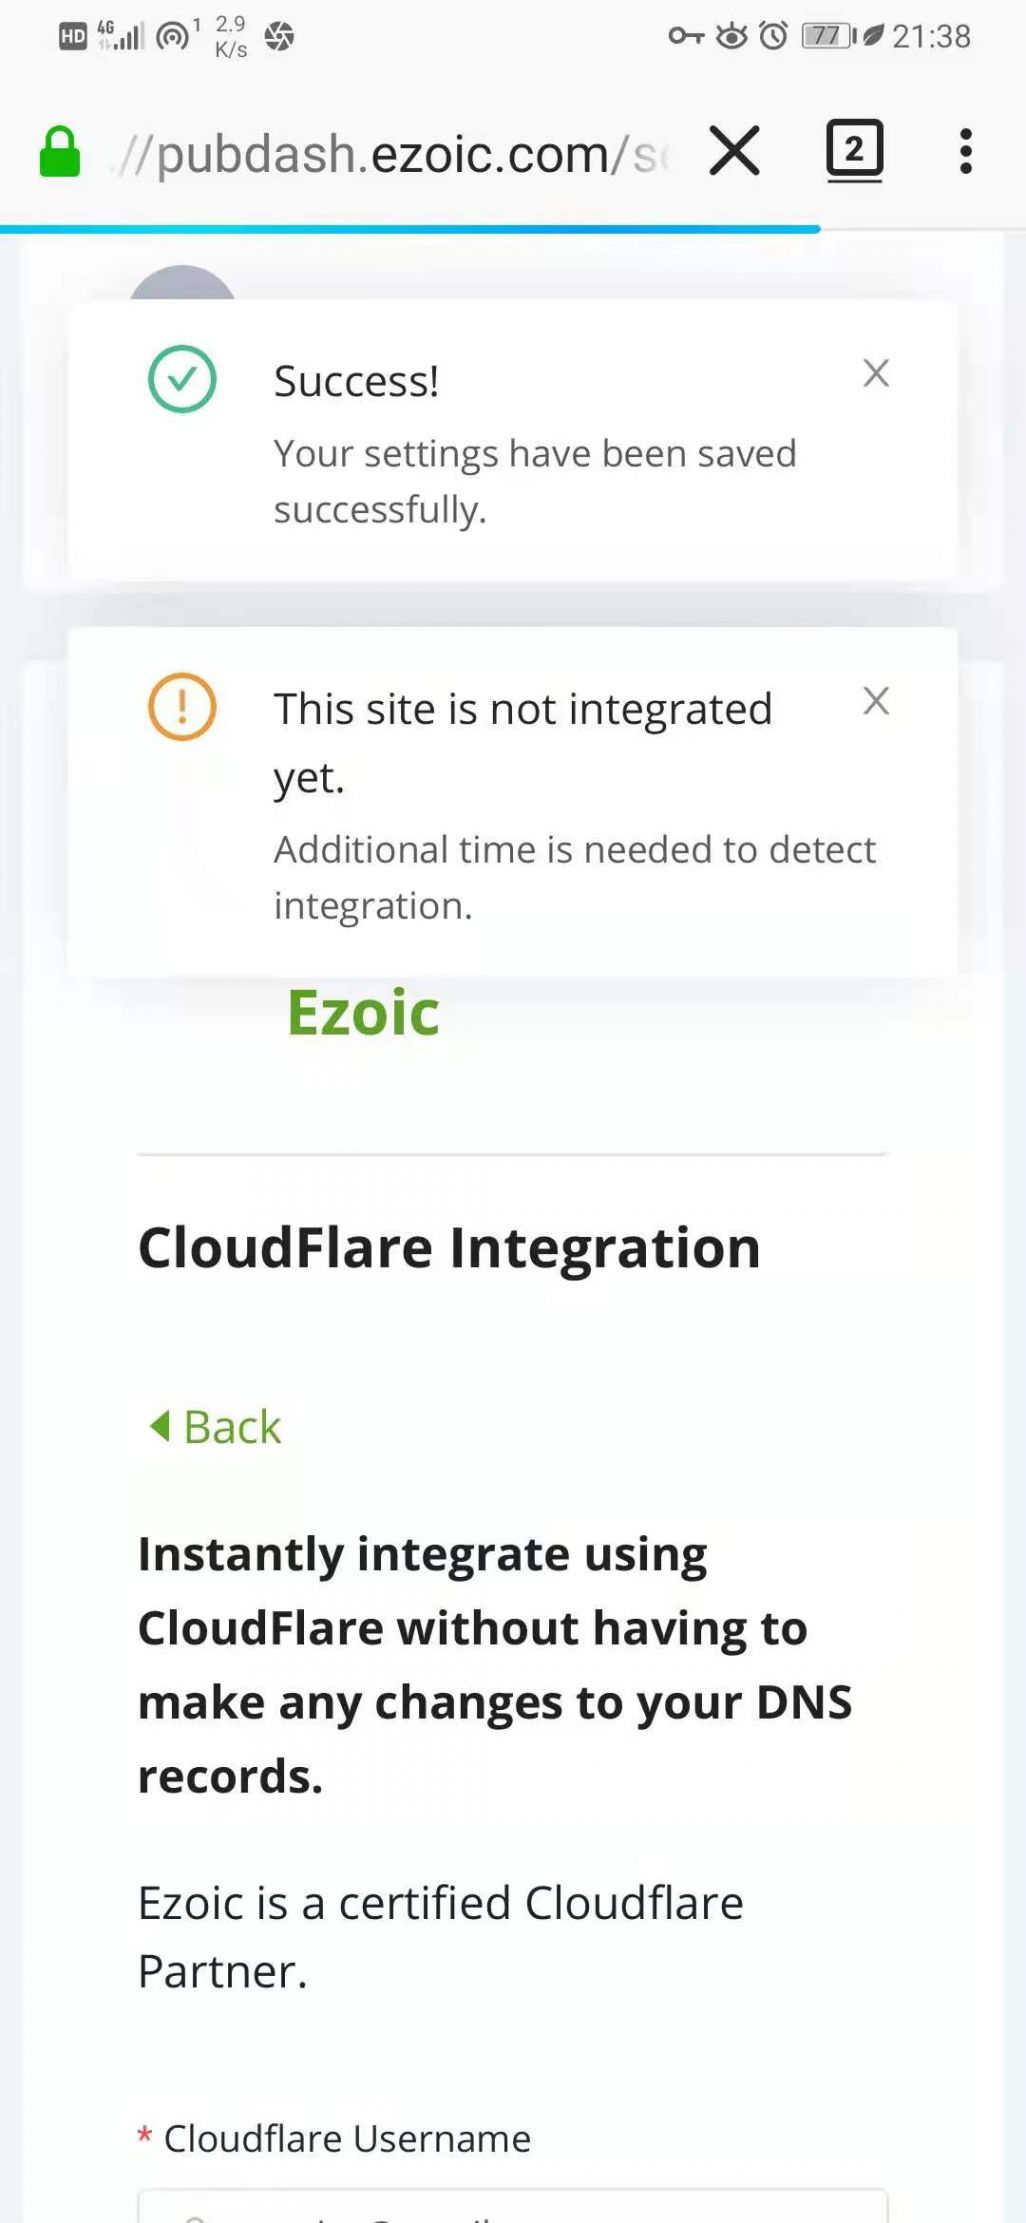 HD 4G 1 2.9 K/s 77 21:38
//pubdash.ezoic.com/se
2
Success!
Your settings have been saved
successfully.
This site is not integrated
yet.
Additional time is needed to detect
integration.
Ezoic
CloudFlare Integration
Back
Instantly integrate using
CloudFlare without having to
make any changes to your DNS
records.
Ezoic is a certified Cloudflare
Partner.
* Cloudflare Username